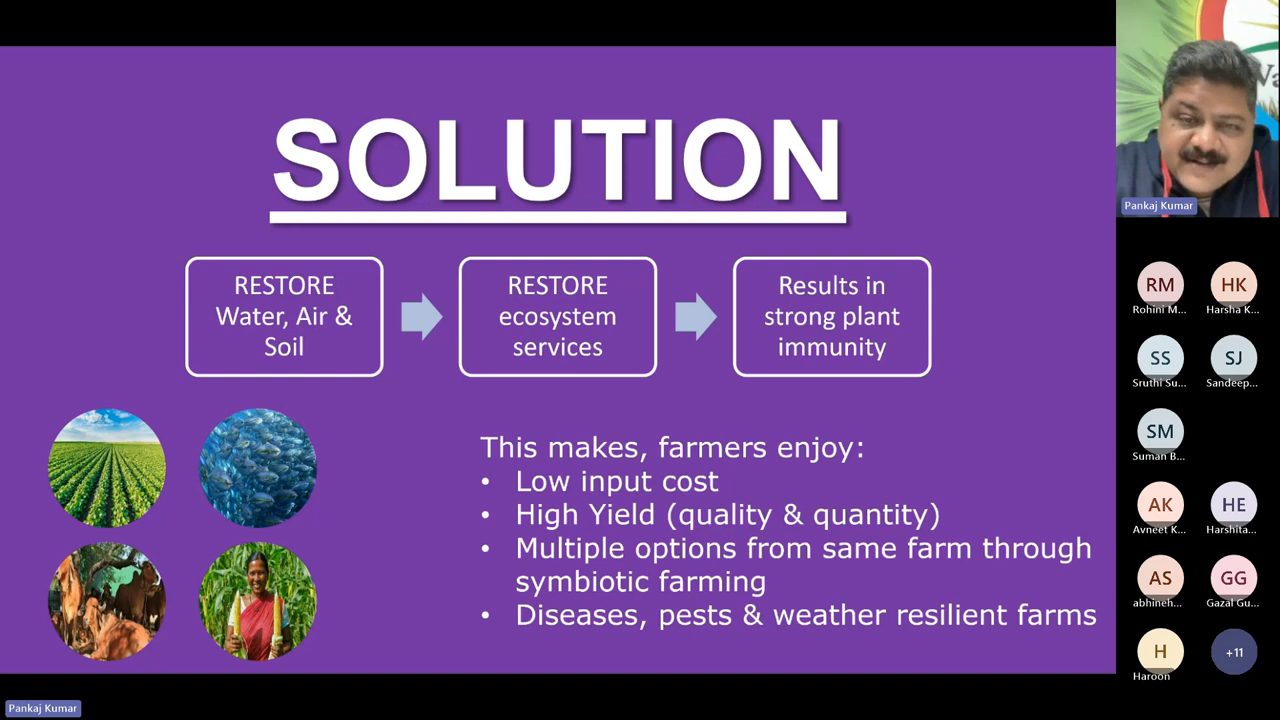 SOLUTION
RESTORE
Water, Air &
Soil
RESTORE
ecosystem
services
Results in
strong plant
immunity
This makes, farmers enjoy:
• Low input cost
• High Yield (quality & quantity)
• Multiple options from same farm through
symbiotic farming
• Diseases, pests & weather resilient farms
Pankaj Kumar
RM
Rohini M...
HK
Harsha K...
SS
Sruthi Su...
SJ
Sandeep...
SM
Suman B...
AK
Avneet K...
HE
Harshita...
AS
abhineh...
GG
Gazal Gu...
H
Haroon
+11
Pankaj Kumar